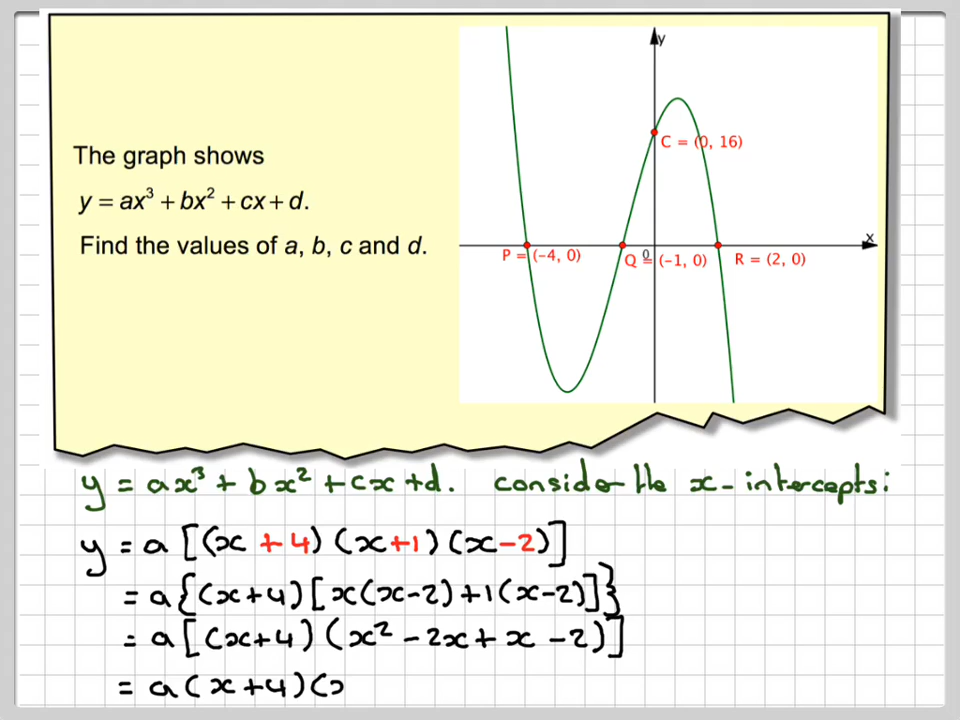 The graph shows
y = ax³ + bx² + cx + d.
Find the values of a, b, c and d.
y
C = (0, 16)
x
P = (-4, 0)
Q = (-1, 0)
0
R = (2, 0)
y = ax³ + bx² + cx + d. consider the x-intercepts:
y = a [(x + 4) (x + 1) (x - 2)]
= a {(x + 4) [x(x - 2) + 1(x - 2)]}
= a [(x + 4) (x² - 2x + x - 2)]
= a (x + 4) (